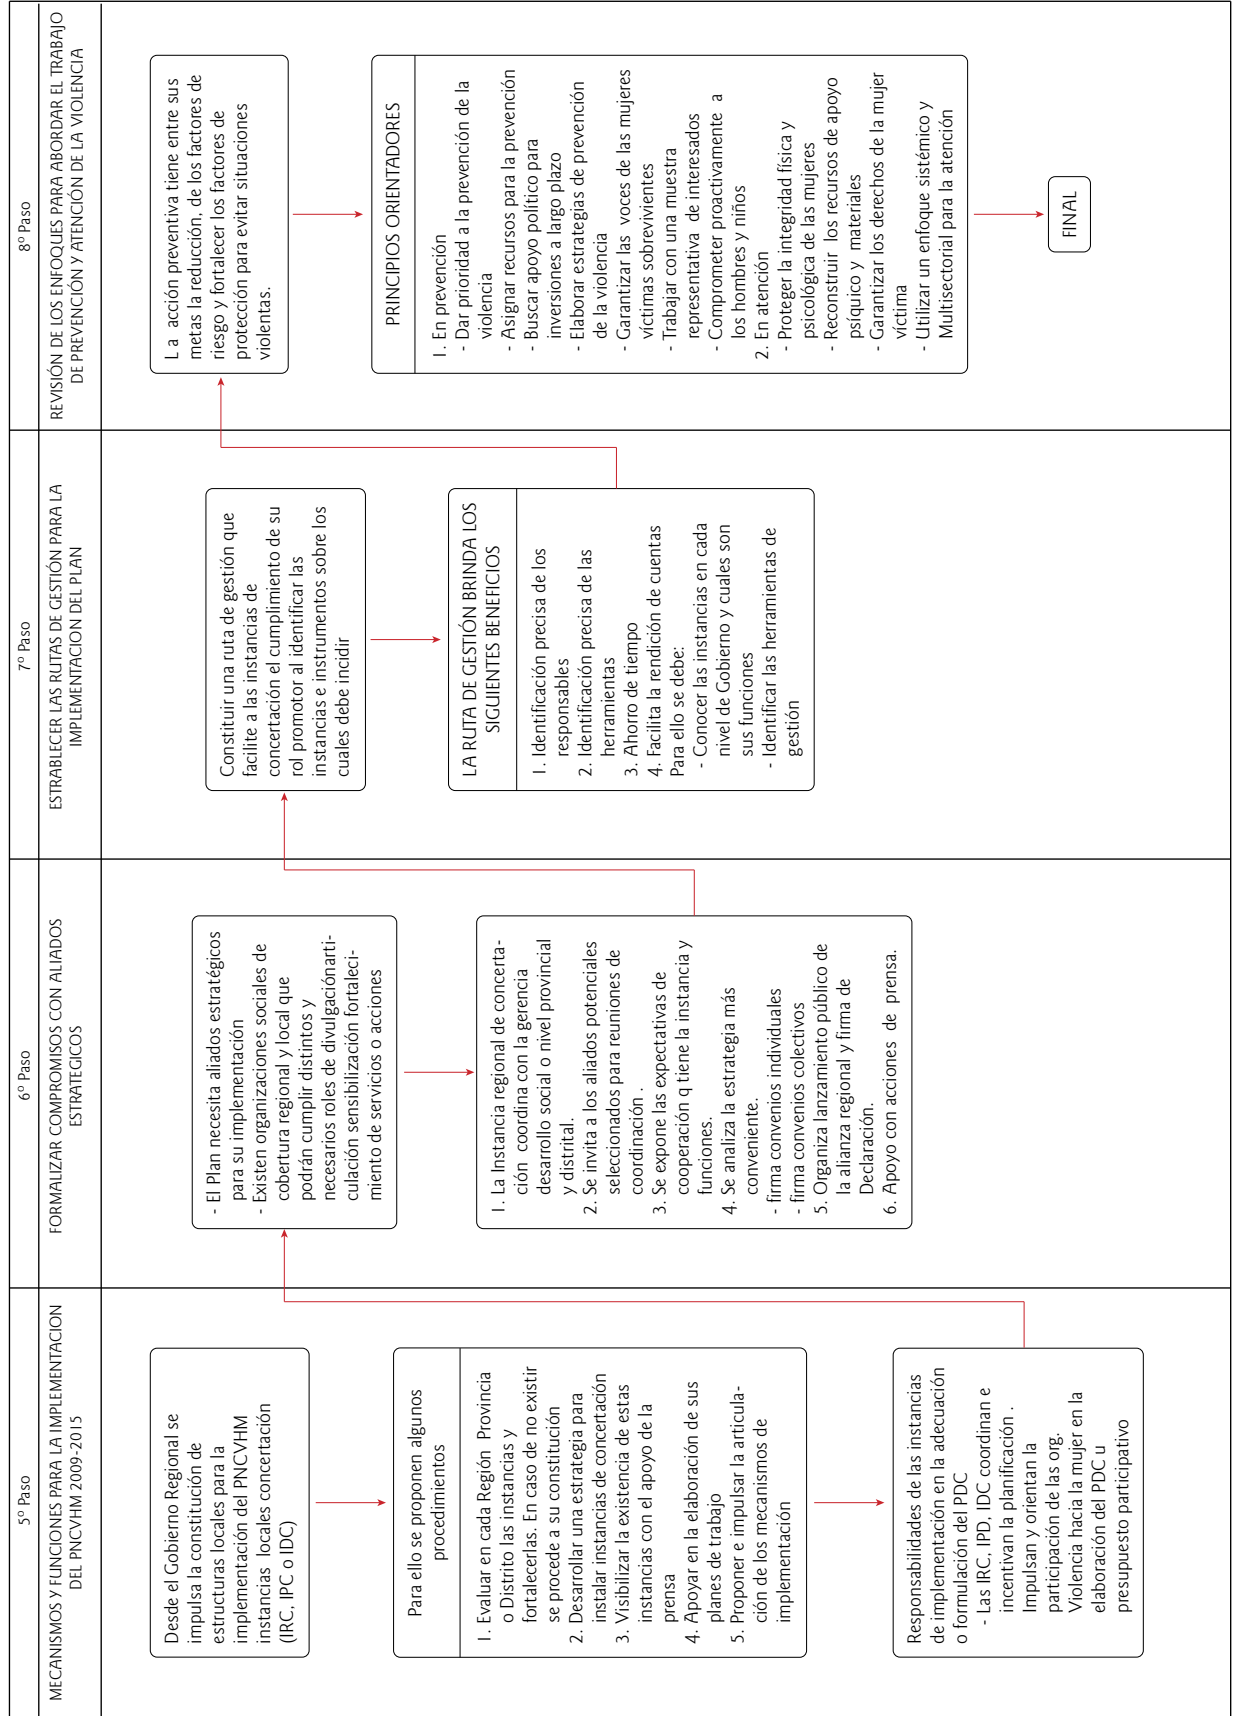 5º Paso
MECANISMOS Y FUNCIONES PARA LA IMPLEMENTACION
DEL PNCVHM 2009-2015
Desde el Gobierno Regional se
impulsa la constitución de
estructuras locales para la
implementación del PNCVHM
instancias locales concertación
(IRC, IPC o IDC)
Para ello se proponen algunos
procedimientos
1. Evaluar en cada Región Provincia
o Distrito las instancias y
fortalecerlas. En caso de no existir
se procede a su constitución
2. Desarrollar una estrategia para
instalar instancias de concertación
3. Visibilizar la existencia de estas
instancias con el apoyo de la
prensa
4. Apoyar en la elaboración de sus
planes de trabajo
5. Proponer e impulsar la articula-
ción de los mecanismos de
implementación
Responsabilidades de las instancias
de implementación en la adecuación
o formulación del PDC
- Las IRC, IPD, IDC coordinan e
incentivan la planificación .
Impulsan y orientan la
participación de las org.
Violencia hacia la mujer en la
elaboración del PDC u
presupuesto participativo
6º Paso
FORMALIZAR COMPROMISOS CON ALIADOS
ESTRATEGICOS
- El Plan necesita aliados estratégicos
para su implementación
- Existen organizaciones sociales de
cobertura regional y local que
podrán cumplir distintos y
necesarios roles de divulgaciónarti-
culación sensibilización fortaleci-
miento de servicios o acciones
1. La Instancia regional de concerta-
ción coordina con la gerencia
desarrollo social o nivel provincial
y distrital.
2. Se invita a los aliados potenciales
seleccionados para reuniones de
coordinación .
3. Se expone las expectativas de
cooperación q tiene la instancia y
funciones.
4. Se analiza la estrategia más
conveniente.
- firma convenios individuales
- firma convenios colectivos
5. Organiza lanzamiento público de
la alianza regional y firma de
Declaración.
6. Apoyo con acciones de prensa.
7º Paso
ESTRABLECER LAS RUTAS DE GESTIÓN PARA LA
IMPLEMENTACION DEL PLAN
Constituir una ruta de gestión que
facilite a las instancias de
concertación el cumplimiento de su
rol promotor al identificar las
instancias e instrumentos sobre los
cuales debe incidir
LA RUTA DE GESTIÓN BRINDA LOS
SIGUIENTES BENEFICIOS
1. Identificación precisa de los
responsables
2. Identificación precisa de las
herramientas
3. Ahorro de tiempo
4. Facilita la rendición de cuentas
Para ello se debe:
- Conocer las instancias en cada
nivel de Gobierno y cuales son
sus funciones
- Identificar las herramientas de
gestión
8º Paso
REVISIÓN DE LOS ENFOQUES PARA ABORDAR EL TRABAJO
DE PREVENCIÓN Y ATENCIÓN DE LA VIOLENCIA
L a acción preventiva tiene entre sus
metas la reducción, de los factores de
riesgo y fortalecer los factores de
protección para evitar situaciones
violentas.
PRINCIPIOS ORIENTADORES
1. En prevención
- Dar prioridad a la prevención de la
violencia
- Asignar recursos para la prevención
- Buscar apoyo político para
inversiones a largo plazo
- Elaborar estrategias de prevención
de la violencia
- Garantizar las voces de las mujeres
víctimas sobrevivientes
- Trabajar con una muestra
representativa de interesados
- Comprometer proactivamente a
los hombres y niños
2. En atención
- Proteger la integridad física y
psicológica de las mujeres
- Reconstruir los recursos de apoyo
psíquico y materiales
- Garantizar los derechos de la mujer
víctima
- Utilizar un enfoque sistémico y
Multisectorial para la atención
FINAL